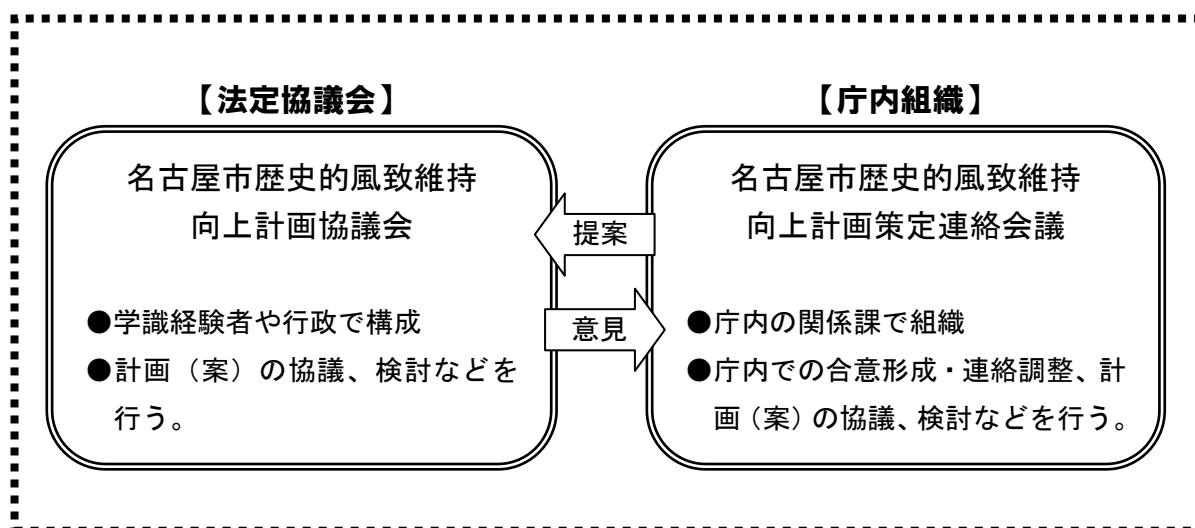 【法定協議会】
名古屋市歴史的風致維持
向上計画協議会
●学識経験者や行政で構成
●計画（案）の協議、検討などを
行う。
提案
意見
【庁内組織】
名古屋市歴史的風致維持
向上計画策定連絡会議
●庁内の関係課で組織
●庁内での合意形成・連絡調整、計
画（案）の協議、検討などを行う。